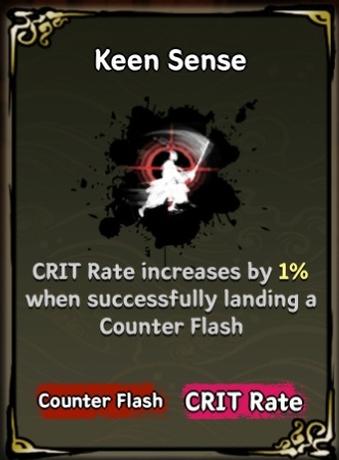 Keen Sense
CRIT Rate increases by 1%
when successfully landing a
Counter Flash
Counter Flash
CRIT Rate